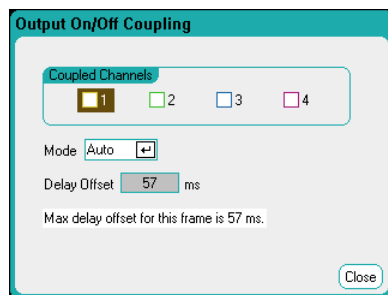 Output On/Off Coupling
Coupled Channels
1 2 3 4
Mode Auto
Delay Offset 57 ms
Max delay offset for this frame is 57 ms.
Close